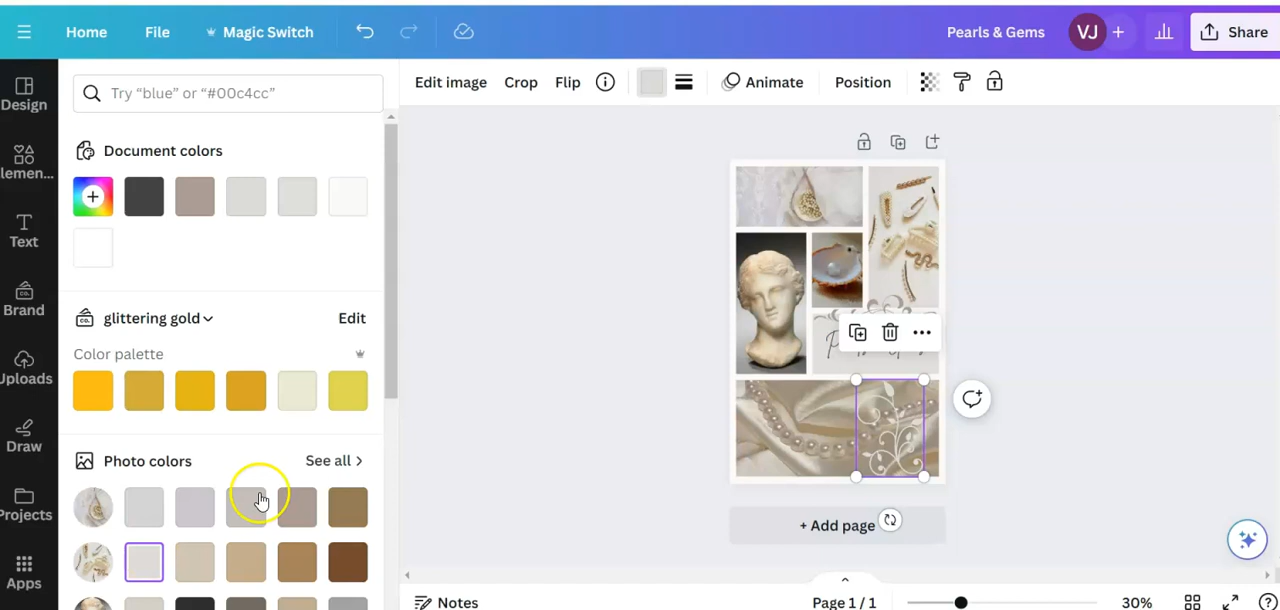 Home File Magic Switch Pearls & Gems VJ + Share
Design
lemen...
Text
Brand
Uploads
Draw
Projects
Apps
Try “blue” or “#00c4cc”
Document colors
glittering gold Edit
Color palette
Photo colors See all >
Edit image Crop Flip Animate Position
+ Add page
Notes Page 1 / 1 30%